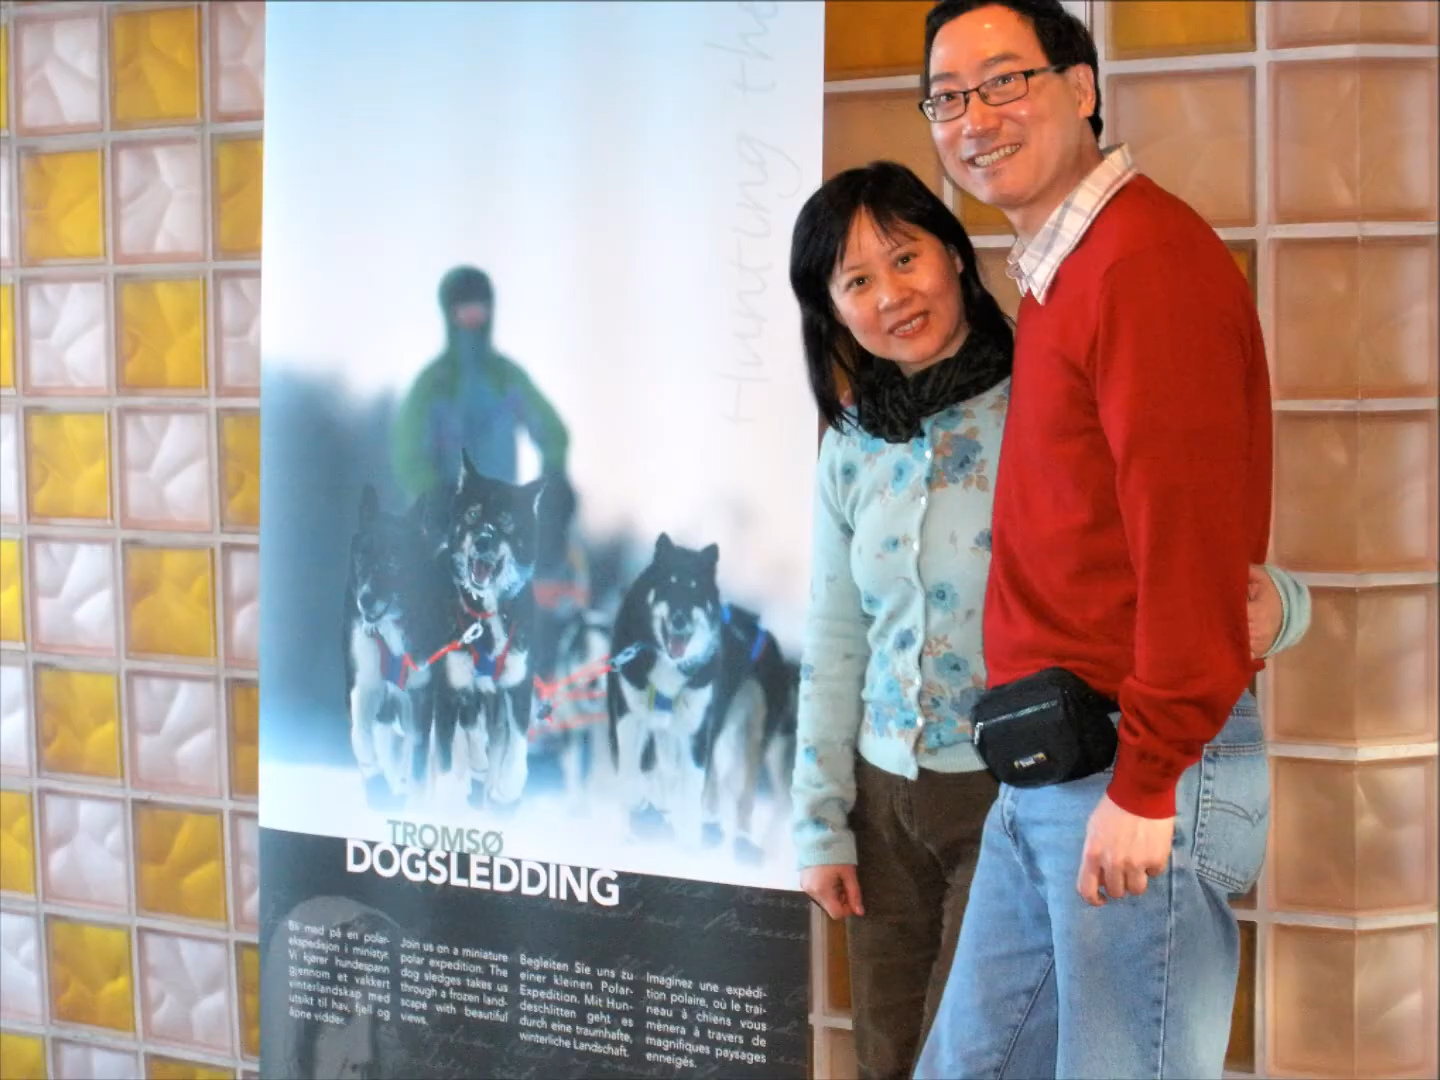 Hunting the
TROMSØ
DOGSLEDDING
Bli med på en polar-
ekspedisjon i miniatyr.
Vi kjører hundespann
gjennom et vakkert
vinterlandskap med
utsikt til hav, fjell og
åpne vidder.
Join us on a miniature
polar expedition. The
dog sledges takes us
through a frozen land-
scape with beautiful
views.
Begleiten Sie uns zu
einer kleinen Polar-
Expedition. Mit Hun-
deschlitten geht es
durch eine traumhafte,
winterliche Landschaft.
Imaginez une expédi-
tion polaire, où le trai-
neau à chiens vous
mènera à travers de
magnifiques paysages
enneigés.